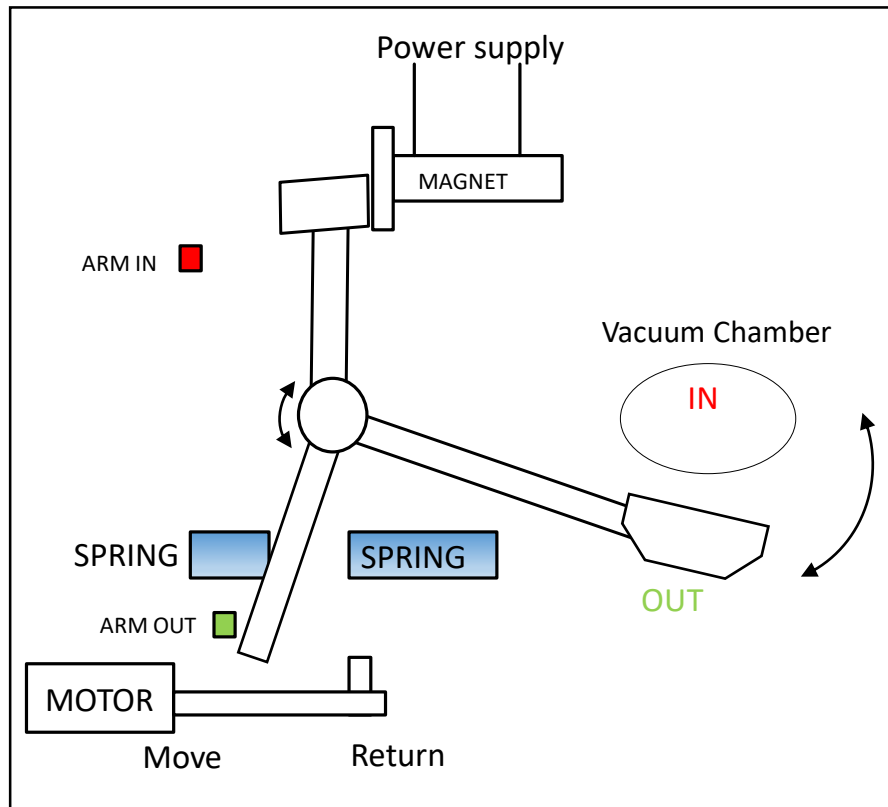 Power supply
MAGNET
ARM IN
Vacuum Chamber
IN
SPRING
SPRING
OUT
ARM OUT
MOTOR
Move
Return